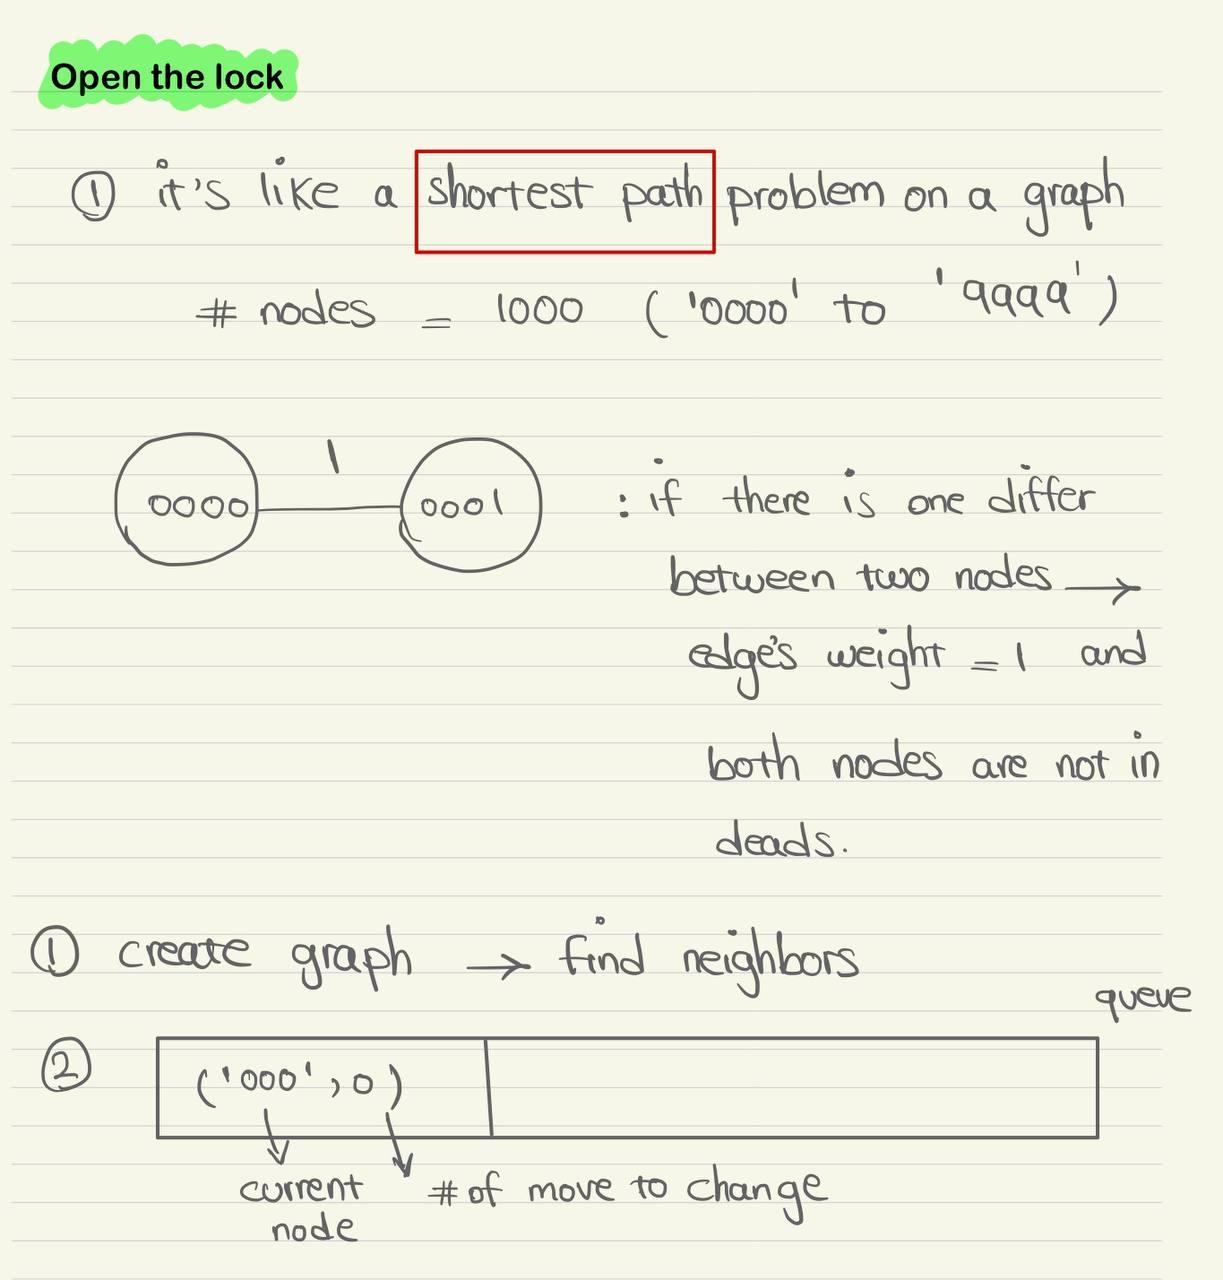 Open the lock
① it's like a shortest path problem on a graph
# nodes = 1000 ('0000' to '9999')
0000 1 0001 : if there is one differ
between two nodes →
edge's weight = 1 and
both nodes are not in
deads.
① create graph → find neighbors
queue
② ('000', 0)
current # of move to change
node